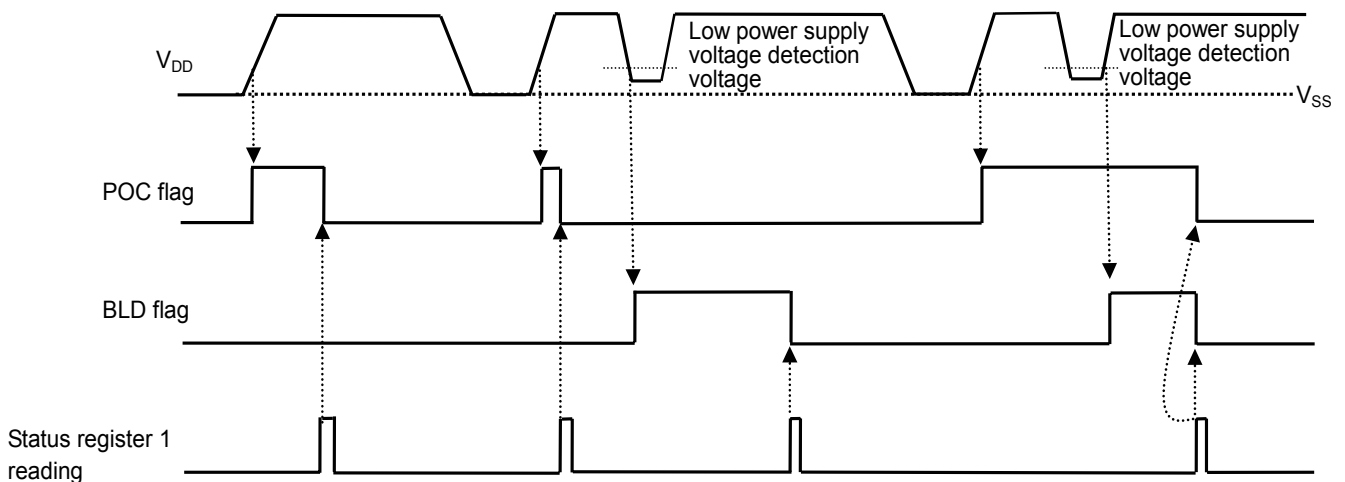 Low power supply
voltage detection
voltage
Low power supply
voltage detection
voltage
VDD
VSS
POC flag
BLD flag
Status register 1
reading